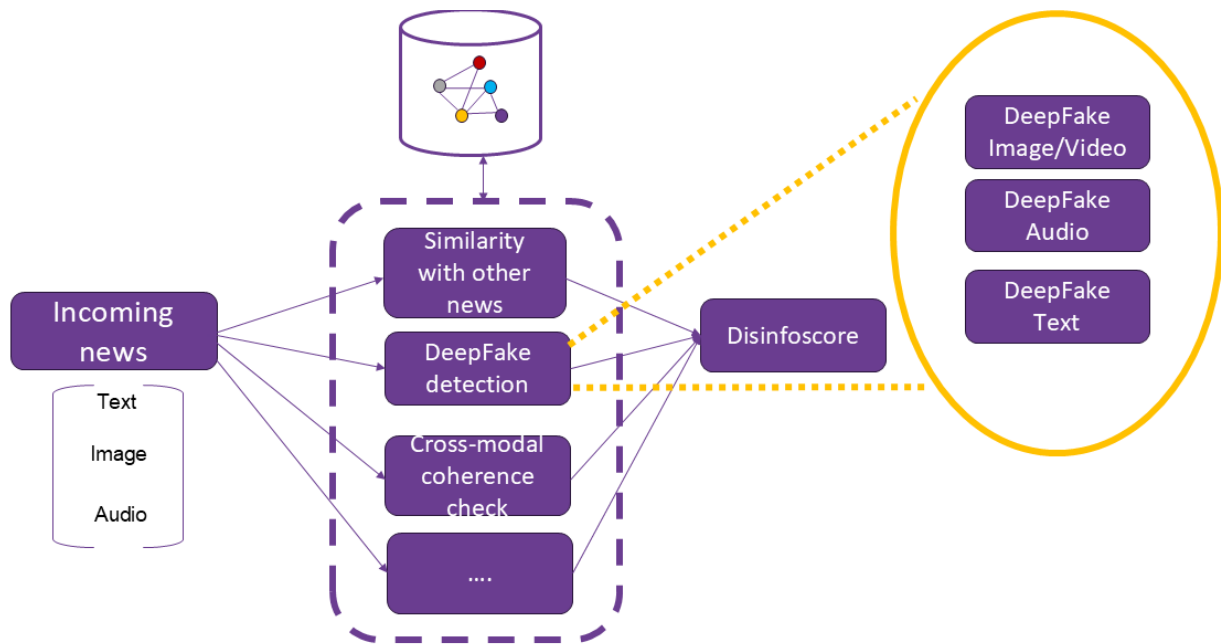 Incoming
news
Text
Image
Audio
Similarity
with other
news
DeepFake
detection
Cross-modal
coherence
check
....
Disinfoscore
DeepFake
Image/Video
DeepFake
Audio
DeepFake
Text